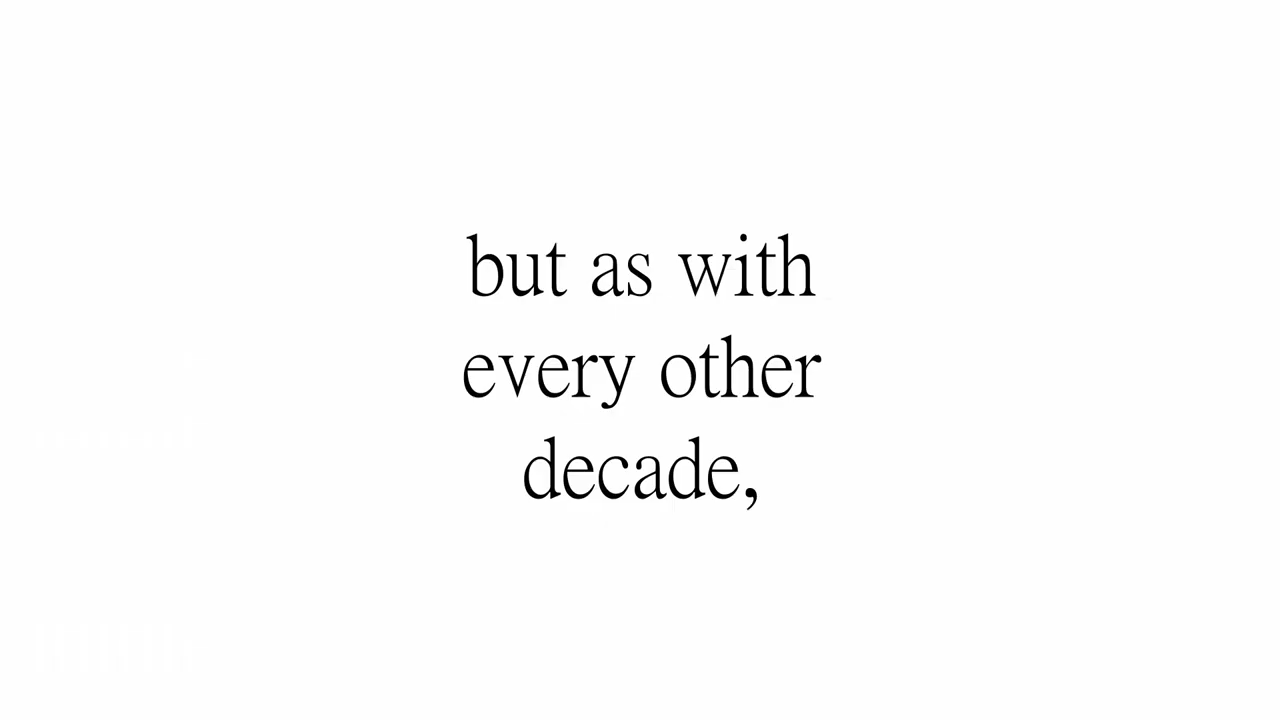 but as with
every other
decade,